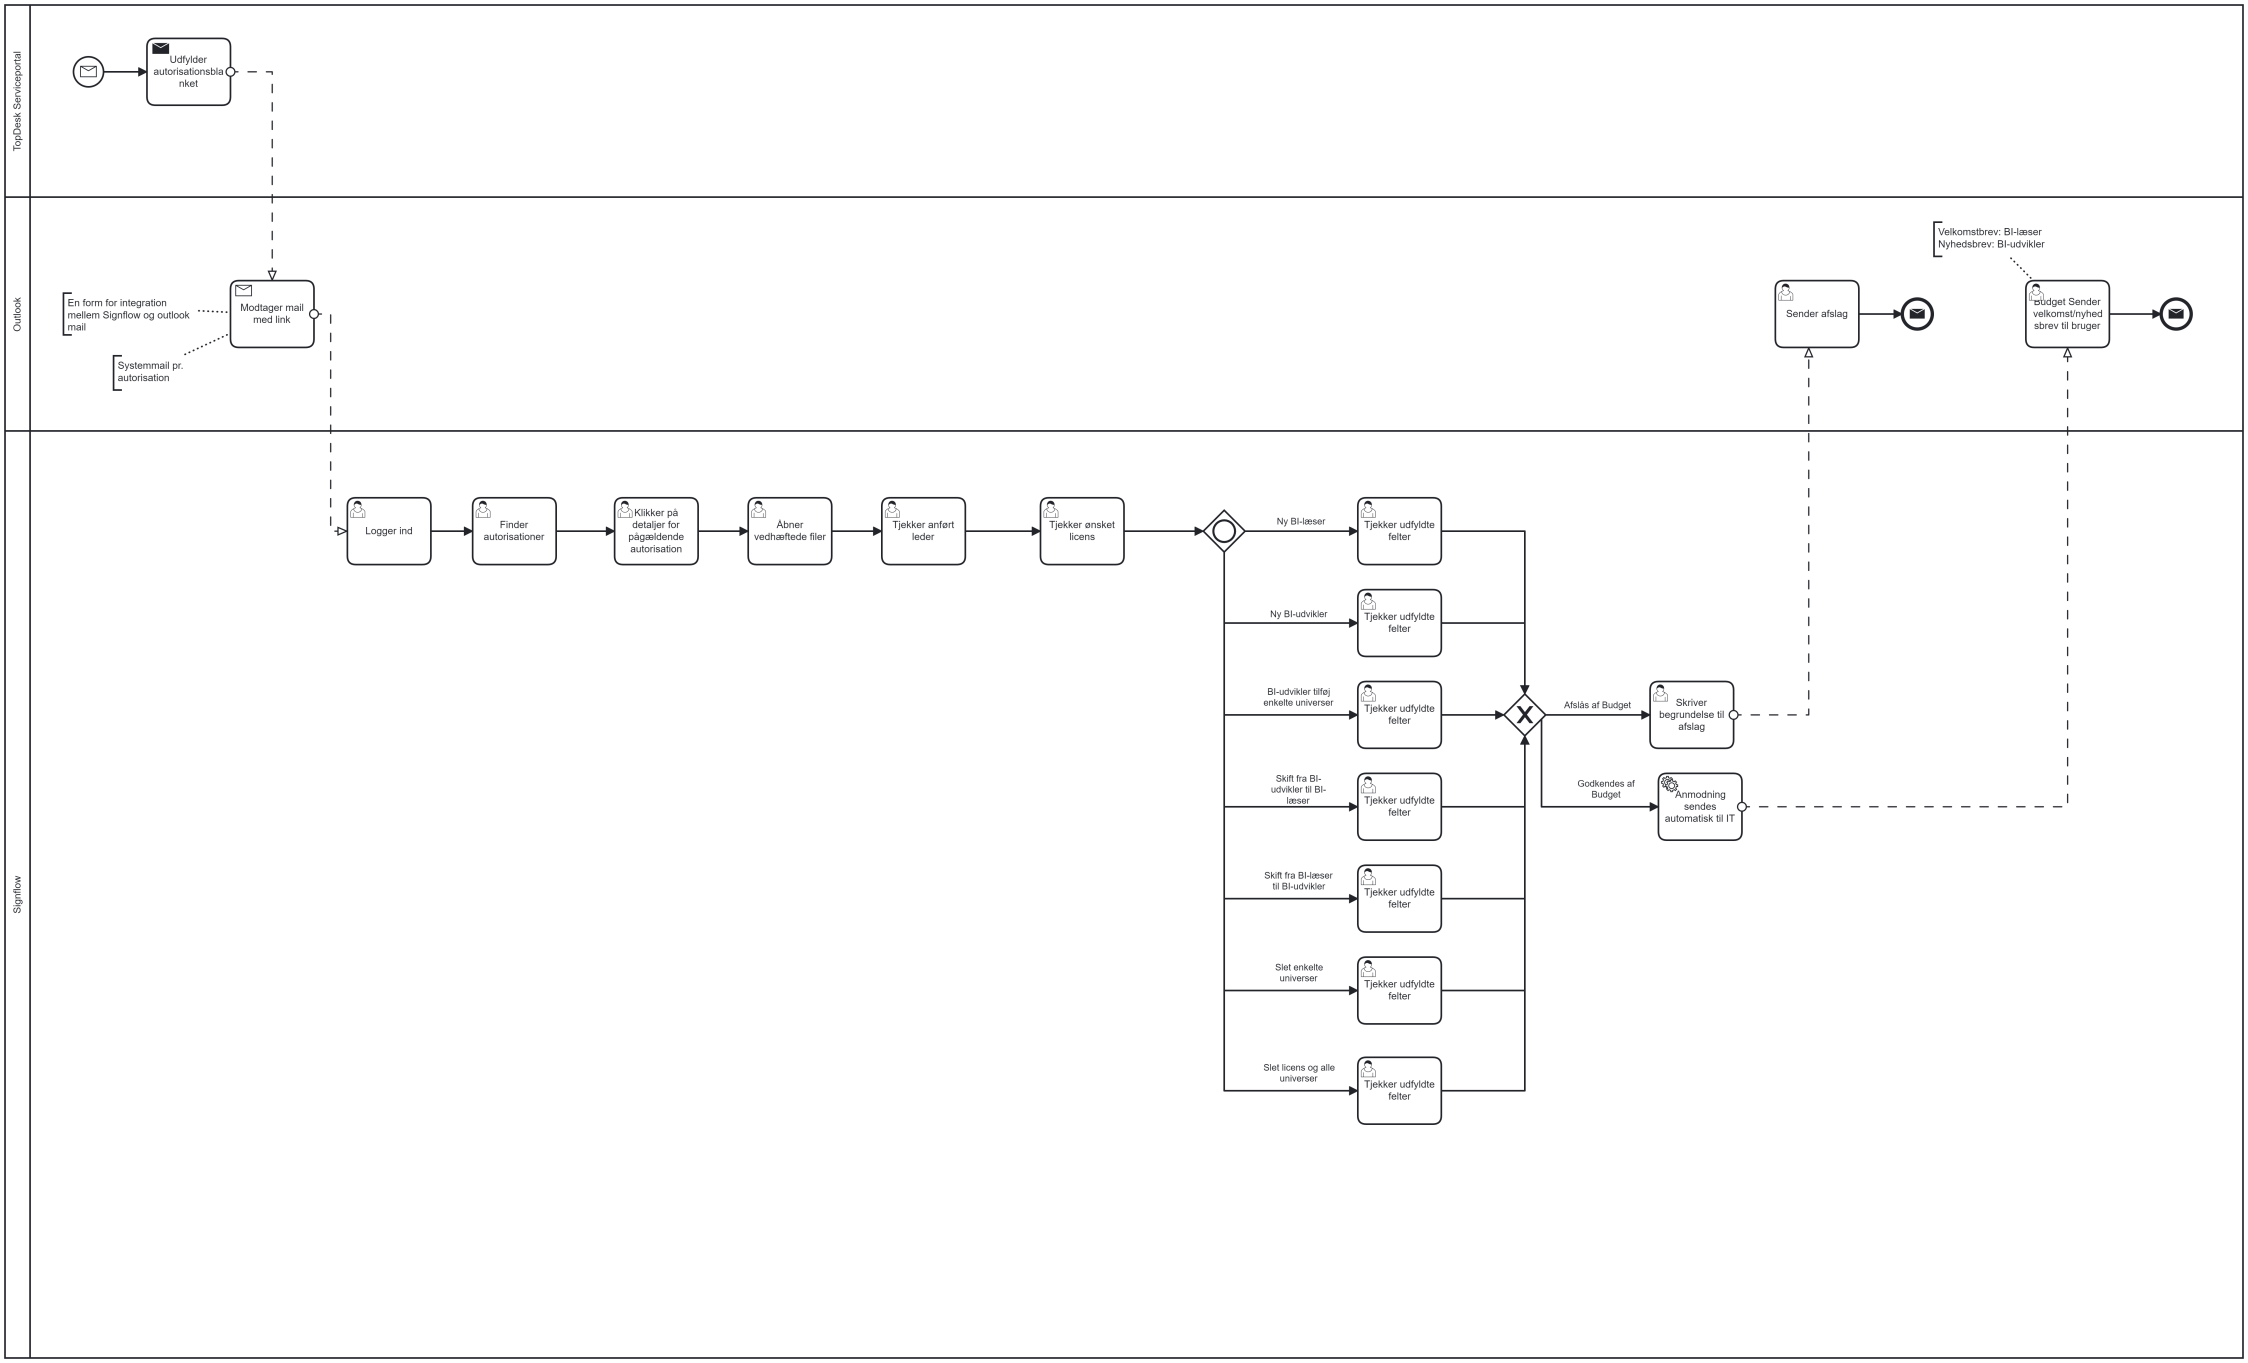 TopDesk Serviceportal
Udfylder
autorisationsbla
nket
Outlook
En form for integration
mellem Signflow og outlook
mail
Systemmail pr.
autorisation
Modtager mail
med link
Sender afslag
Velkomstbrev: BI-læser
Nyhedsbrev: BI-udvikler
Budget Sender
velkomst/nyhed
sbrev til bruger
Signflow
Logger ind
Finder
autorisationer
Klikker på
detaljer for
pågældende
autorisation
Åbner
vedhæftede filer
Tjekker anført
leder
Tjekker ønsket
licens
Ny BI-læser
Tjekker udfyldte
felter
Ny BI-udvikler
Tjekker udfyldte
felter
BI-udvikler tilføj
enkelte universer
Tjekker udfyldte
felter
Afslås af Budget
Skriver
begrundelse til
afslag
Skift fra BI-
udvikler til BI-
læser
Tjekker udfyldte
felter
Godkendes af
Budget
Anmodning
sendes
automatisk til IT
Skift fra BI-læser
til BI-udvikler
Tjekker udfyldte
felter
Slet enkelte
universer
Tjekker udfyldte
felter
Slet licens og alle
universer
Tjekker udfyldte
felter